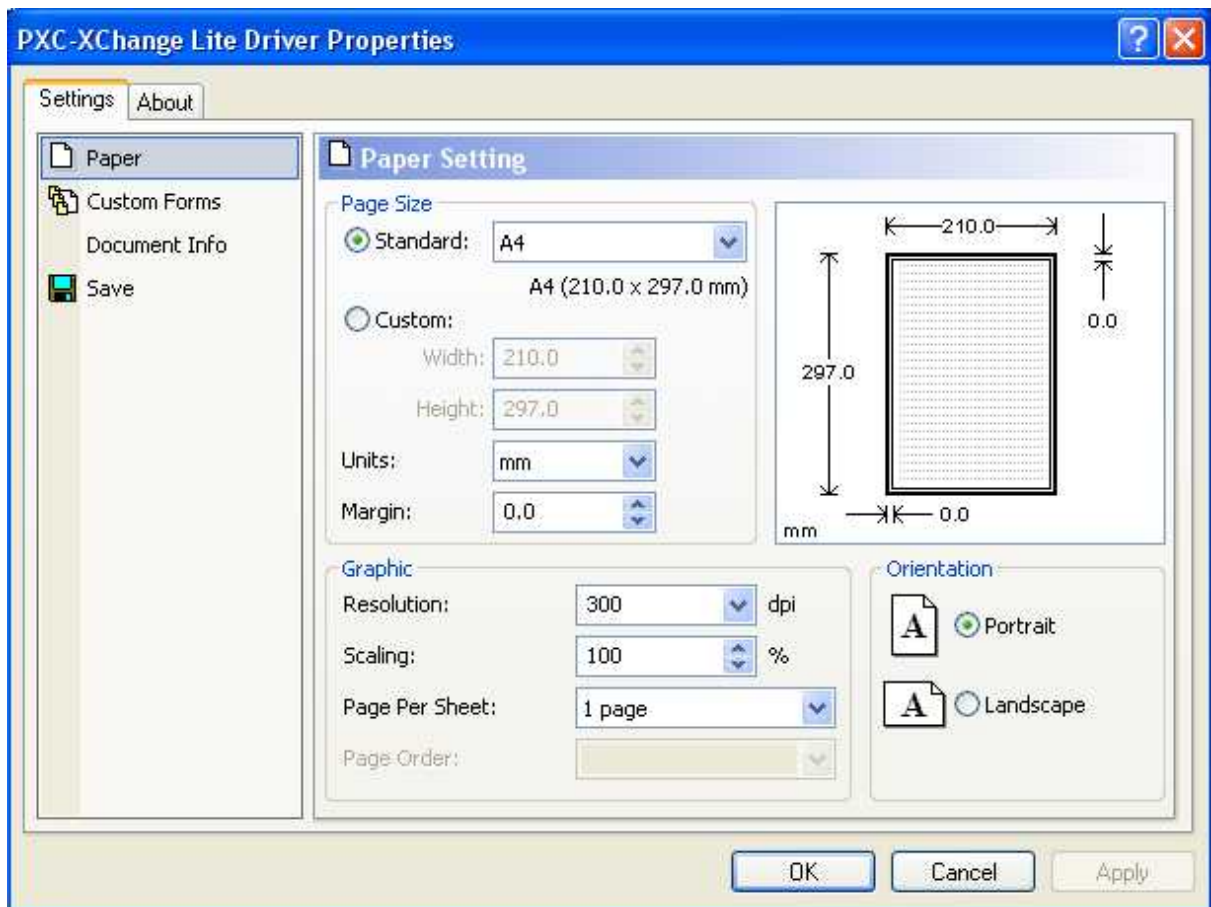 PXC-XChange Lite Driver Properties
Settings
About
Paper
Custom Forms
Document Info
Save
Paper Setting
Page Size
Standard: A4
A4 (210.0 x 297.0 mm)
Custom:
Width: 210.0
Height: 297.0
Units: mm
Margin: 0.0
210.0
0.0
297.0
0.0
mm
Graphic
Resolution: 300 dpi
Scaling: 100 %
Page Per Sheet: 1 page
Page Order:
Orientation
A Portrait
A Landscape
OK
Cancel
Apply